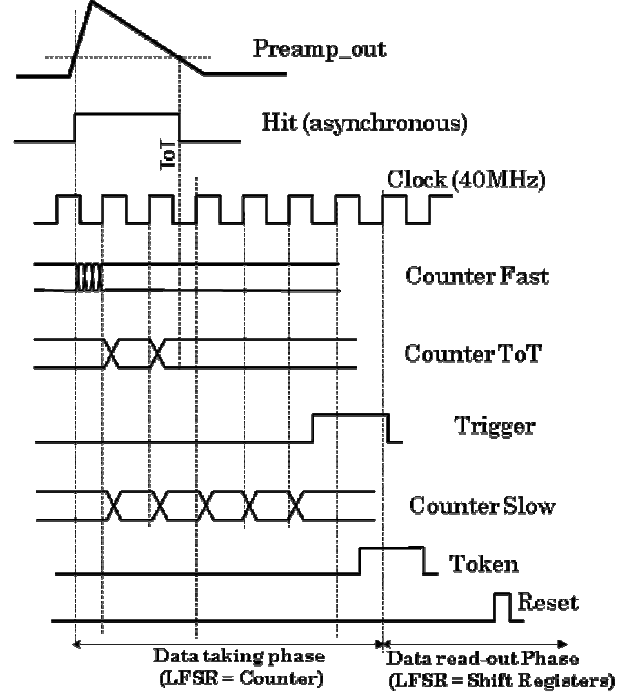 Preamp_out
Hit (asynchronous)
ToT
Clock (40MHz)
Counter Fast
Counter ToT
Trigger
Counter Slow
Token
Reset
Data taking phase
(LFSR = Counter)
Data read-out Phase
(LFSR = Shift Registers)